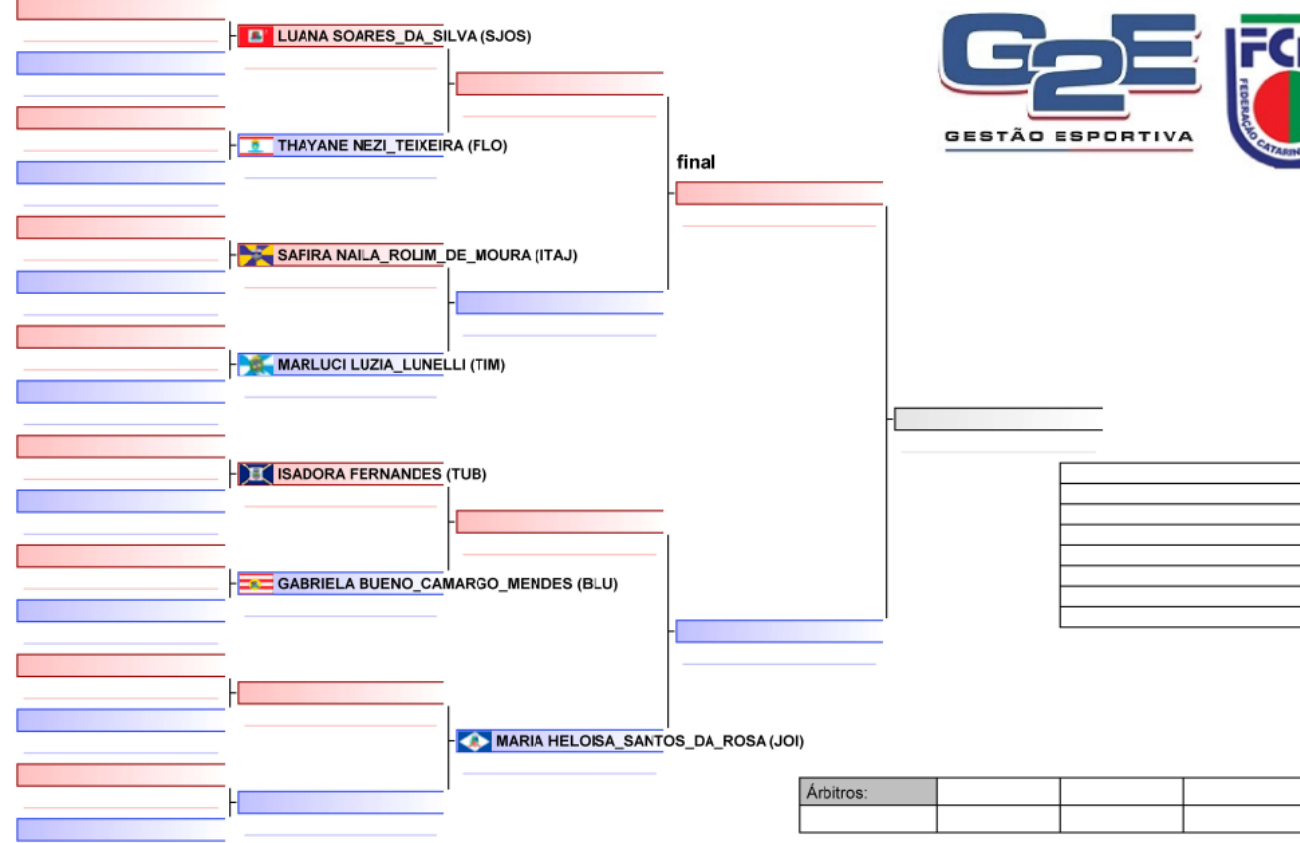 LUANA SOARES_DA_SILVA (SJOS)
THAYANE NEZI_TEIXEIRA (FLO)
SAFIRA NAILA_ROLIM_DE_MOURA (ITAJ)
MARLUCI LUZIA_LUNELLI (TIM)
ISADORA FERNANDES (TUB)
GABRIELA BUENO_CAMARGO_MENDES (BLU)
MARIA HELOISA_SANTOS_DA_ROSA (JOI)
final
G2E
GESTÃO ESPORTIVA
FEDERAÇÃO
Árbitros: